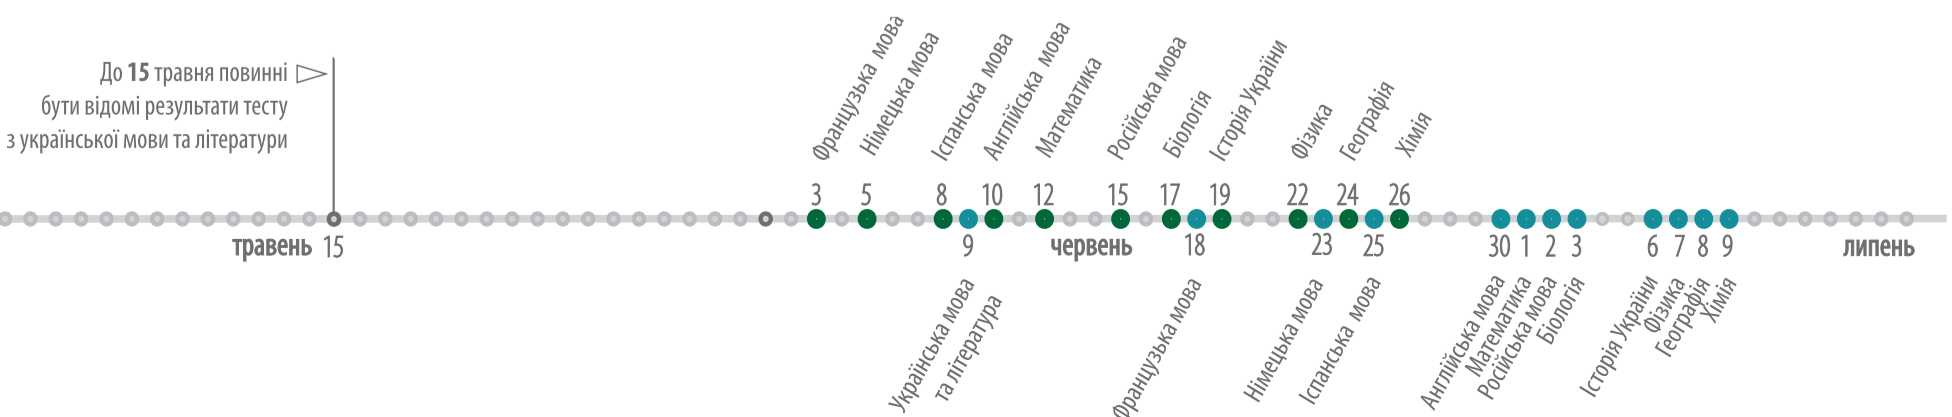 До 15 травня повинні
бути відомі результати тесту
з української мови та літератури
Французька мова
Німецька мова
Іспанська мова
Англійська мова
Математика
Російська мова
Біологія
Історія України
Фізика
Географія
Хімія
3 5 8 10 12 15 17 19 22 24 26
травень 15 9 червень 18 23 25 30 1 2 3 6 7 8 9 липень
Українська мова
та література
Французька мова
Німецька мова
Іспанська мова
Англійська мова
Математика
Російська мова
Біологія
Історія України
Фізика
Географія
Хімія